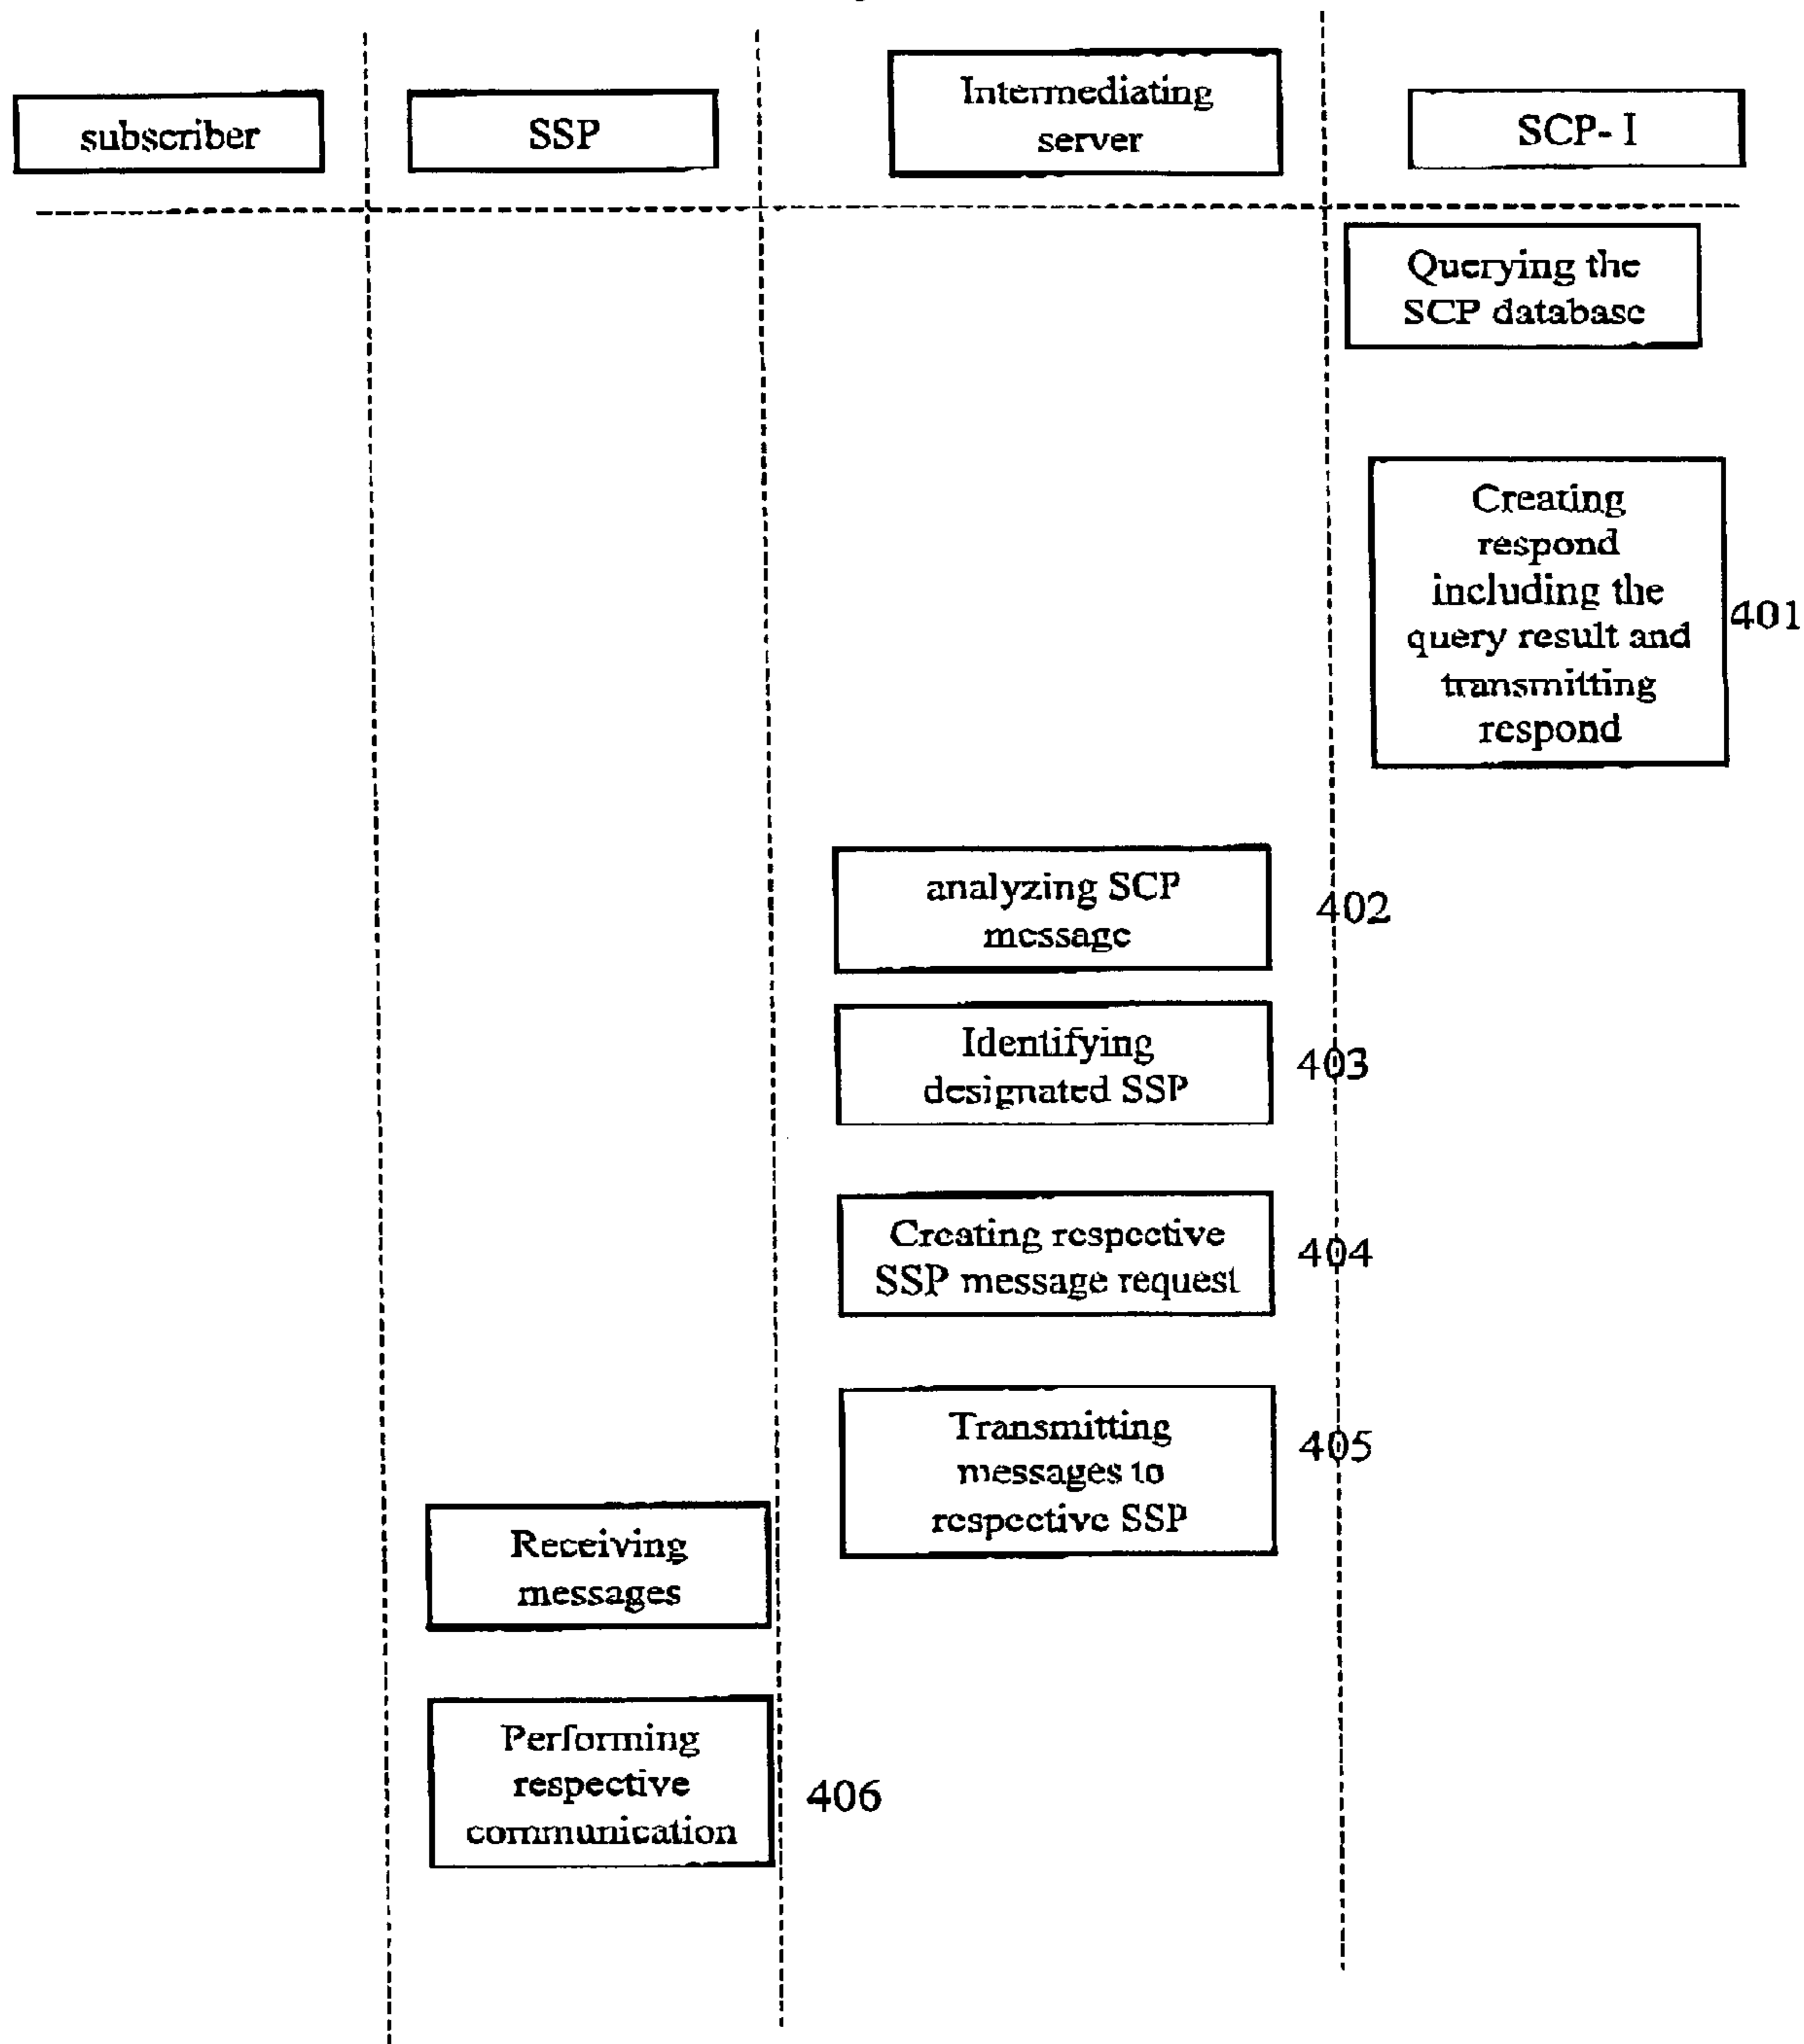 subscriber
SSP
Intermediating
server
SCP- I
Querying the
SCP database
Creating
respond
including the
query result and
transmitting
respond
401
analyzing SCP
message
402
Identifying
designated SSP
403
Creating respective
SSP message request
404
Transmitting
messages to
respective SSP
405
Receiving
messages
Performing
respective
communication
406